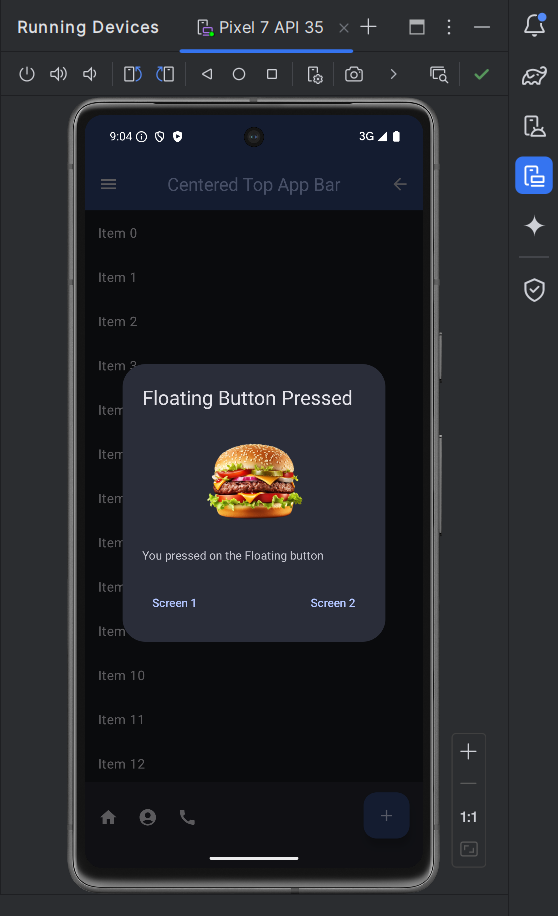 Running Devices
Pixel 7 API 35
9:04
3G
Centered Top App Bar
Item 0
Item 1
Item 2
Item 3
Floating Button Pressed
You pressed on the Floating button
Screen 1
Screen 2
Item 10
Item 11
Item 12
1:1